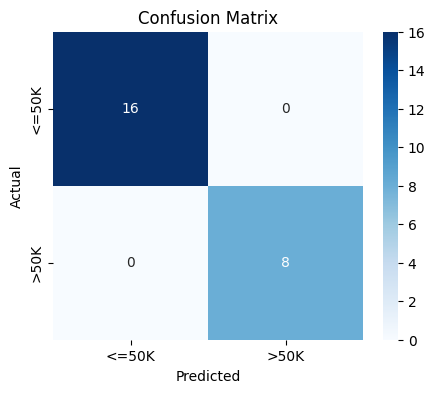 Confusion Matrix
Actual
<=50K
16
0
>50K
0
8
<=50K
>50K
Predicted
16
14
12
10
8
6
4
2
0